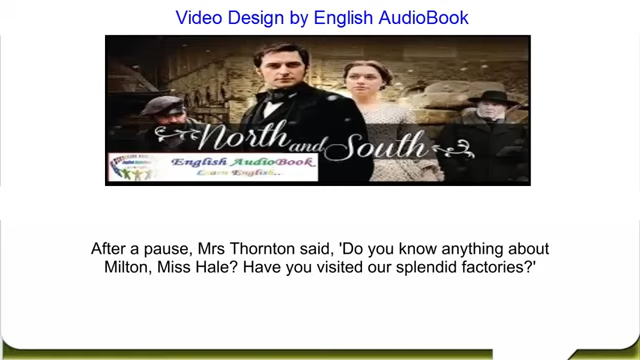 Video Design by English AudioBook
North and South
English AudioBook
Learn English...
After a pause, Mrs Thornton said, 'Do you know anything about
Milton, Miss Hale? Have you visited our splendid factories?'